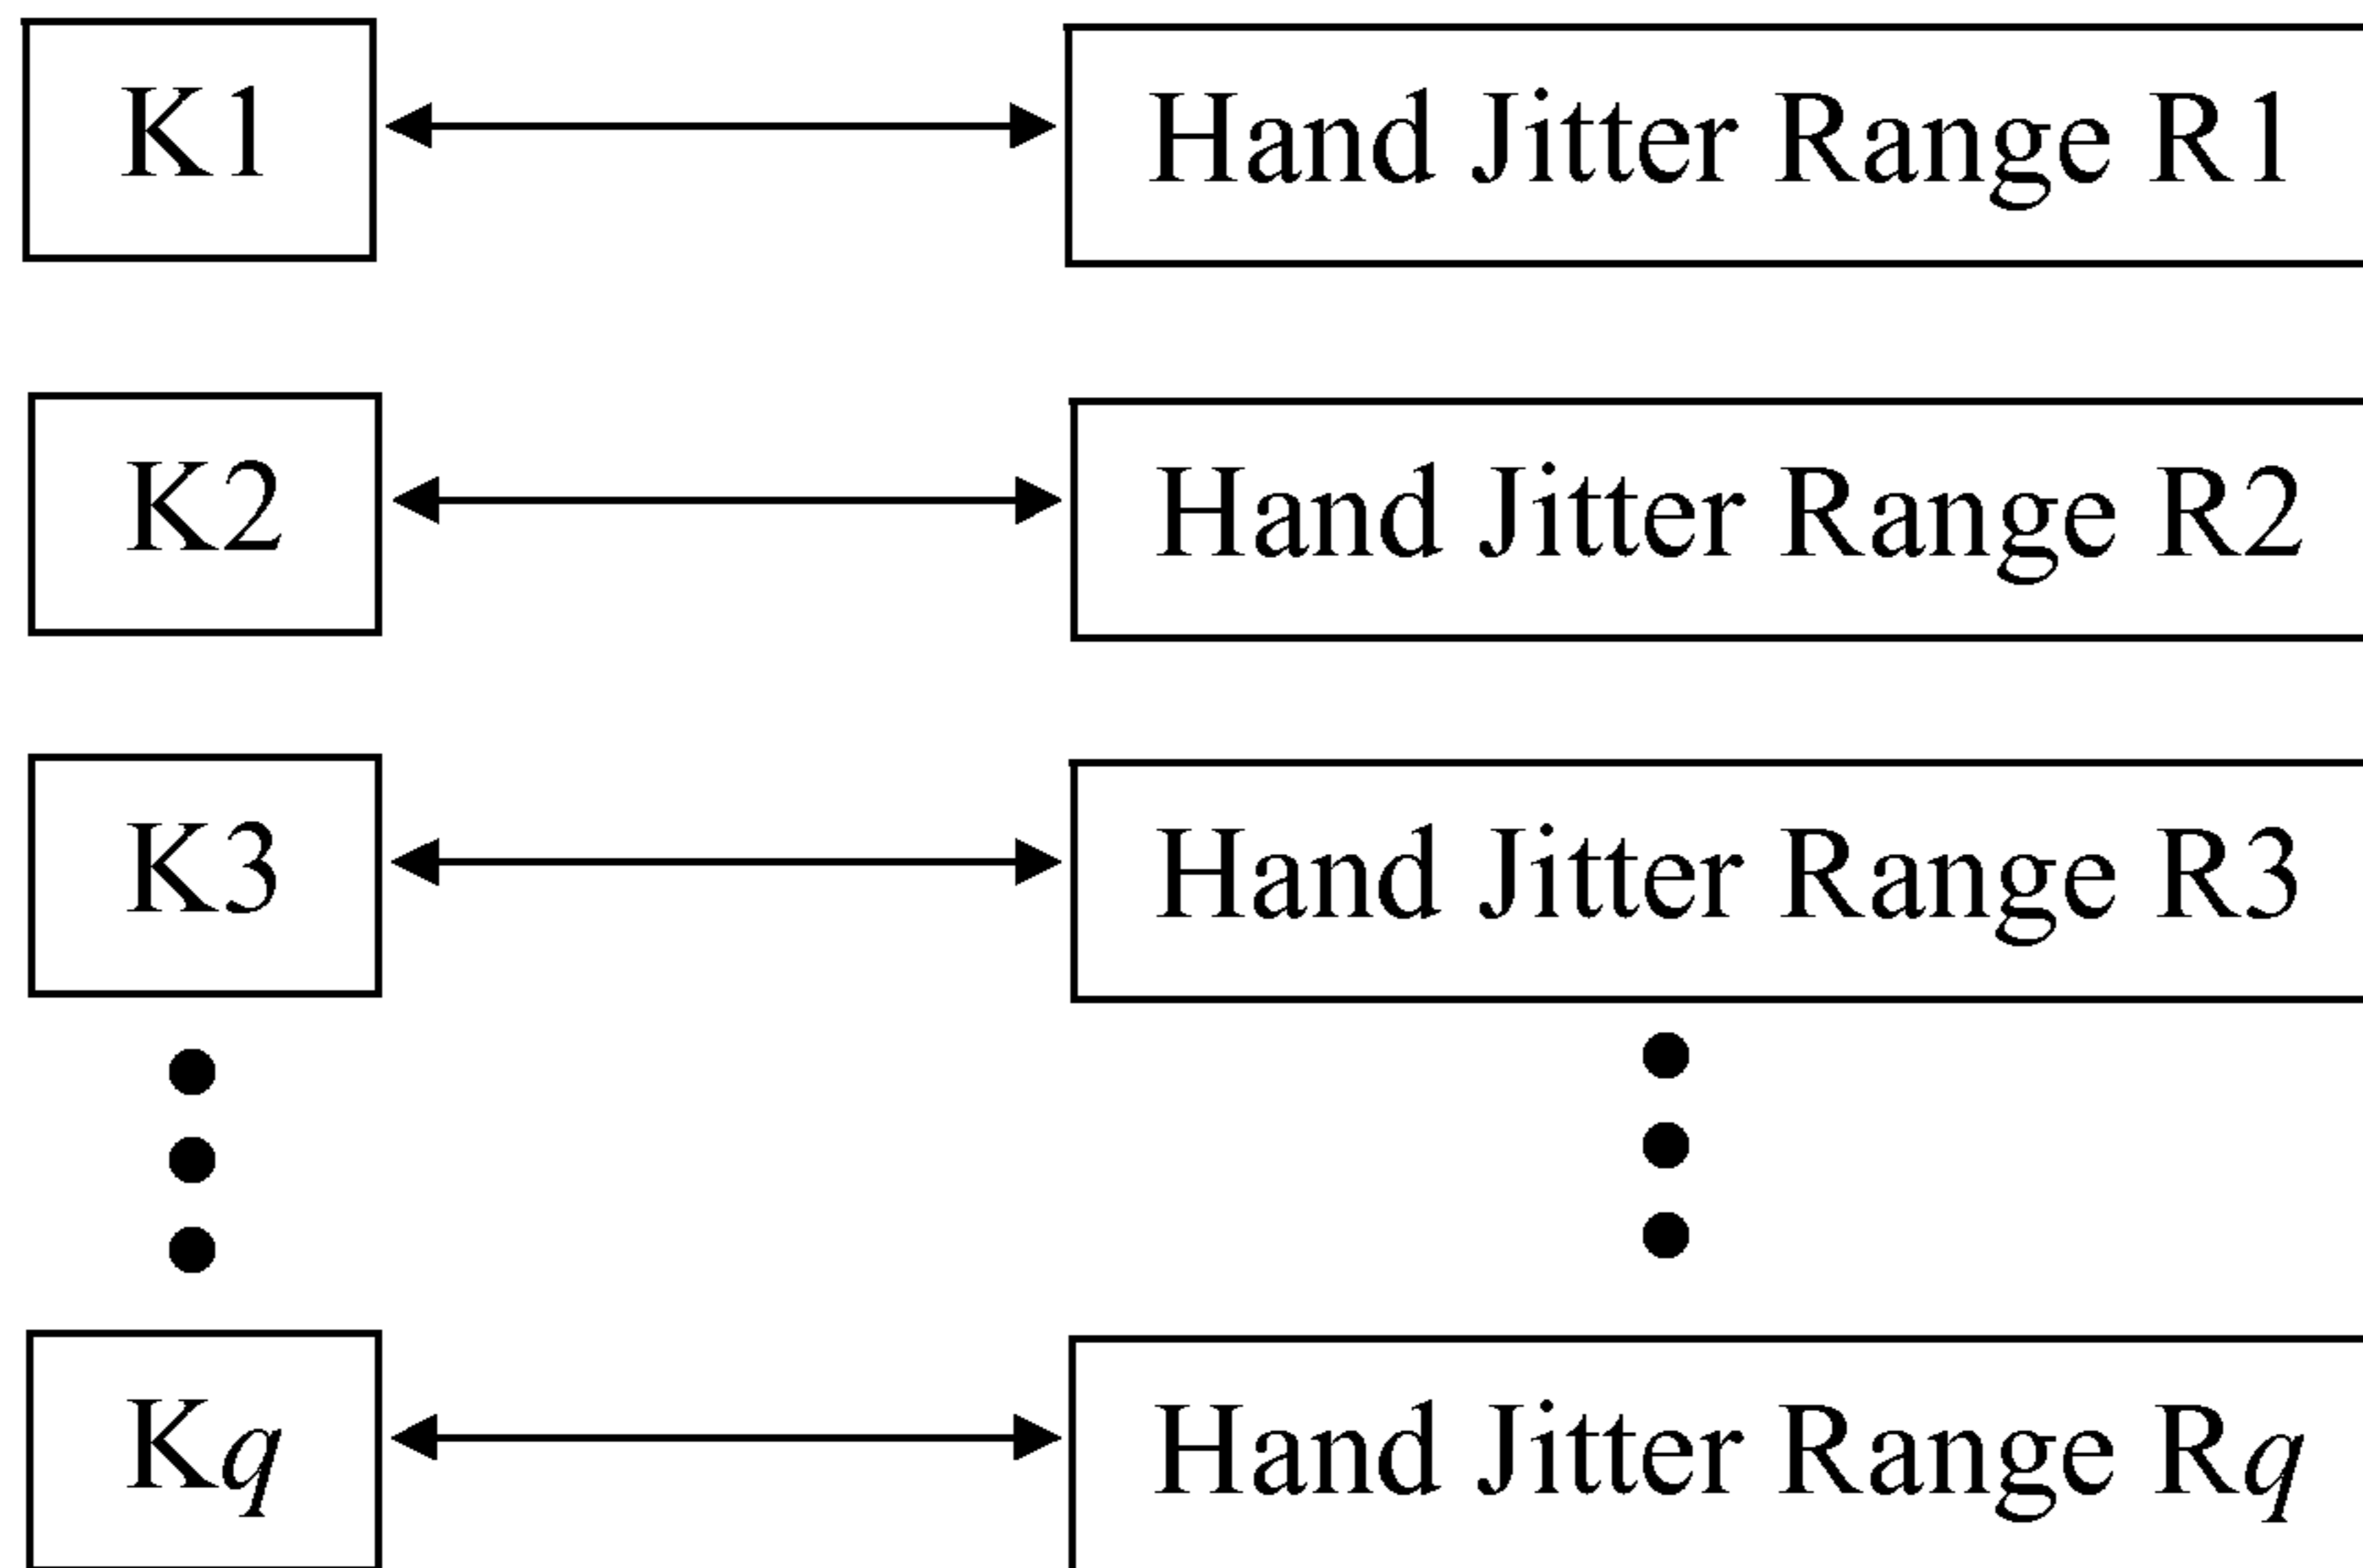 K1 Hand Jitter Range R1
K2 Hand Jitter Range R2
K3 Hand Jitter Range R3
Kq Hand Jitter Range Rq